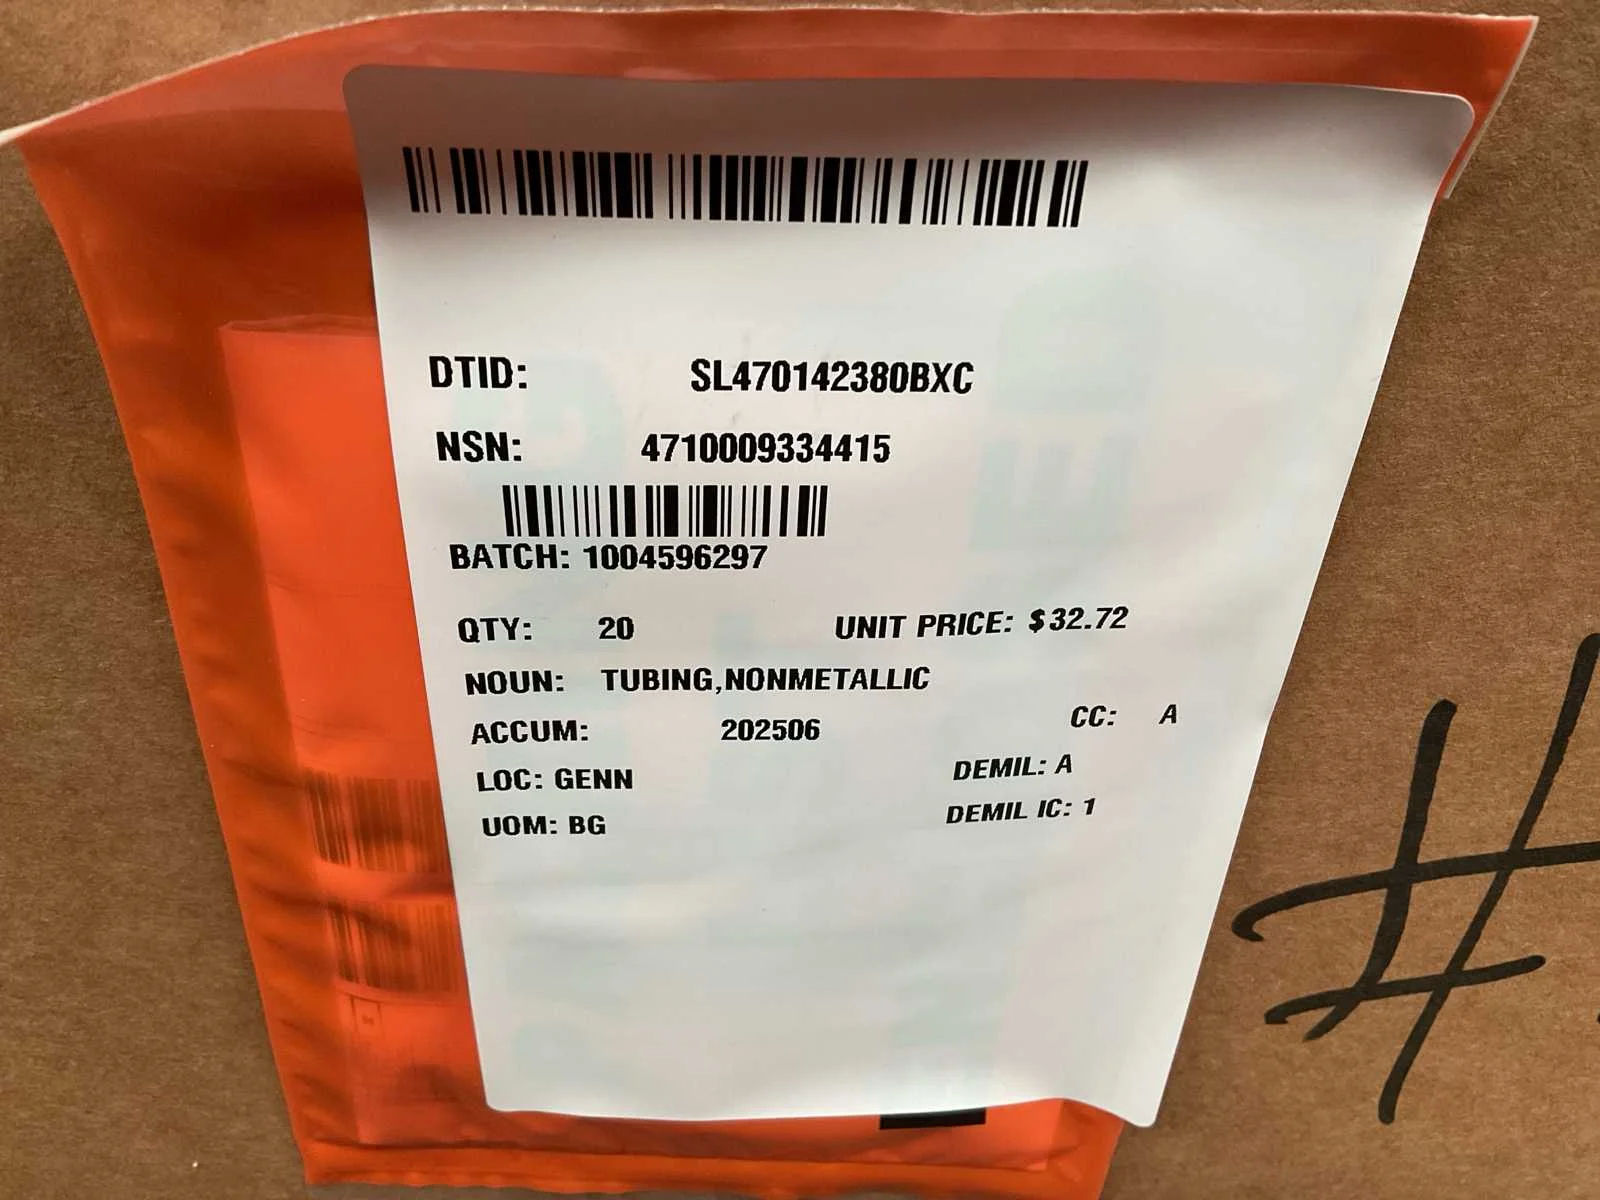 DTID: SL470142380BXC
NSN: 4710009334415
BATCH: 1004596297
QTY: 20 UNIT PRICE: $32.72
NOUN: TUBING,NONMETALLIC
ACCUM: 202506 CC: A
LOC: GENN DEMIL: A
UOM: BG DEMIL IC: 1
#